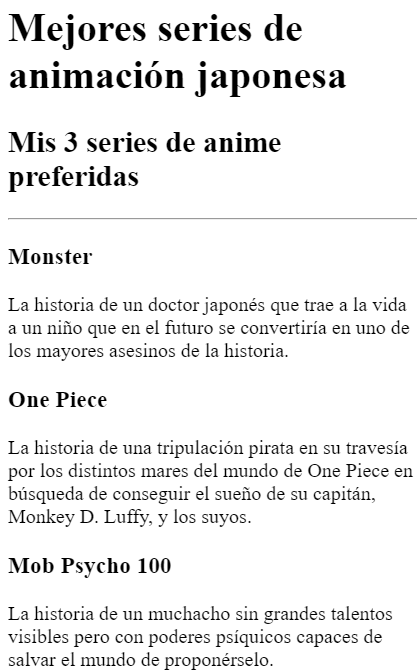 Mejores series de
animación japonesa
Mis 3 series de anime
preferidas
Monster
La historia de un doctor japonés que trae a la vida
a un niño que en el futuro se convertiría en uno de
los mayores asesinos de la historia.
One Piece
La historia de una tripulación pirata en su travesía
por los distintos mares del mundo de One Piece en
búsqueda de conseguir el sueño de su capitán,
Monkey D. Luffy, y los suyos.
Mob Psycho 100
La historia de un muchacho sin grandes talentos
visibles pero con poderes psíquicos capaces de
salvar el mundo de proponérselo.